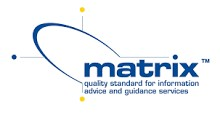 matrix™
quality standard for information
advice and guidance services